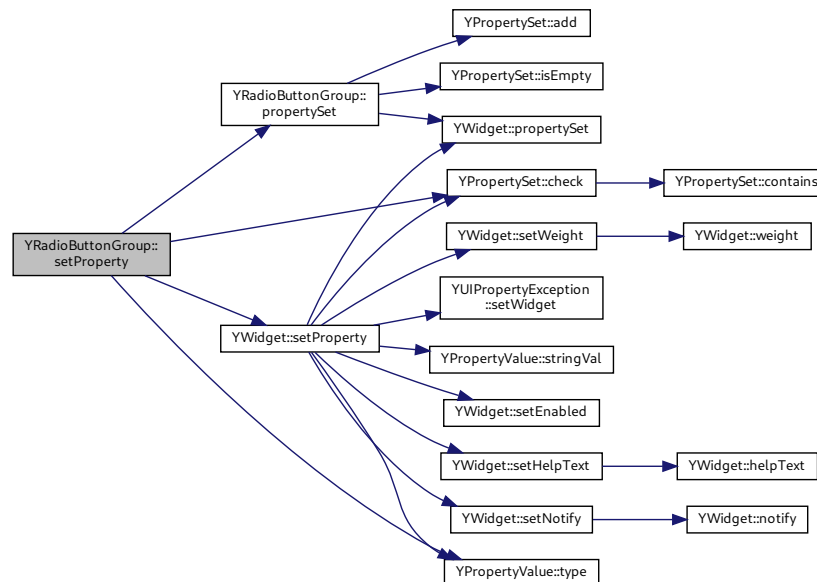 YPropertySet::add
YRadioButtonGroup::
propertySet
YPropertySet::isEmpty
YWidget::propertySet
YPropertySet::check
YPropertySet::contains
YRadioButtonGroup::
setProperty
YWidget::setWeight
YWidget::weight
YUIPropertyException
::setWidget
YWidget::setProperty
YPropertyValue::stringVal
YWidget::setEnabled
YWidget::setHelpText
YWidget::helpText
YWidget::setNotify
YWidget::notify
YPropertyValue::type